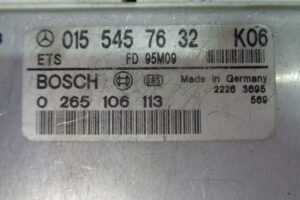 015 545 76 32 K06
ETS FD 95M09
BOSCH Made in Germany
2226 3695
0 265 106 113 569